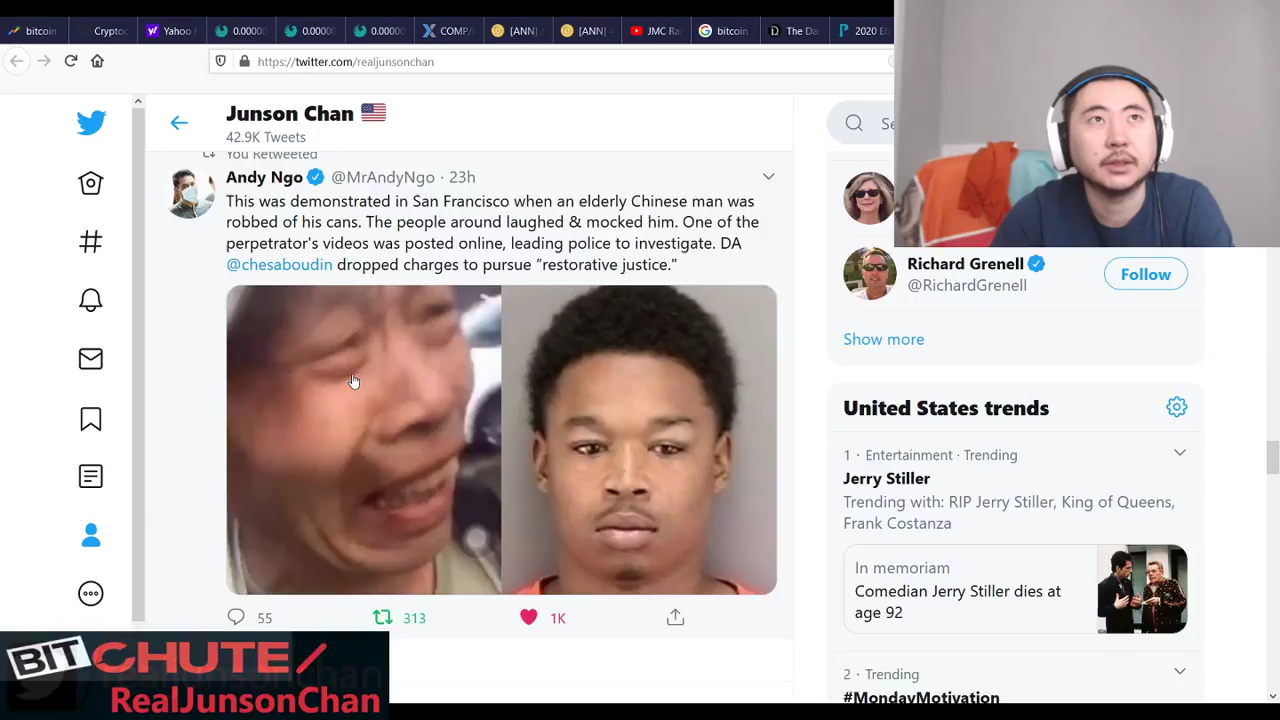 bitcoin
Cryptoc
Yahoo
0.00000
0.00000
0.00000
COMP/
[ANN]
[ANN]
JMC Ra
bitcoin
The Da
2020 El
https://twitter.com/realjunsonchan
Junson Chan
42.9K Tweets
You Retweeted
Andy Ngo @MrAndyNgo · 23h
This was demonstrated in San Francisco when an elderly Chinese man was
robbed of his cans. The people around laughed & mocked him. One of the
perpetrator's videos was posted online, leading police to investigate. DA
@chesaboudin dropped charges to pursue “restorative justice."
55
313
1K
Se
Richard Grenell
@RichardGrenell
Follow
Show more
United States trends
1 · Entertainment · Trending
Jerry Stiller
Trending with: RIP Jerry Stiller, King of Queens,
Frank Costanza
In memoriam
Comedian Jerry Stiller dies at
age 92
2 · Trending
#MondayMotivation
BITCHUTE/
RealJunsonChan